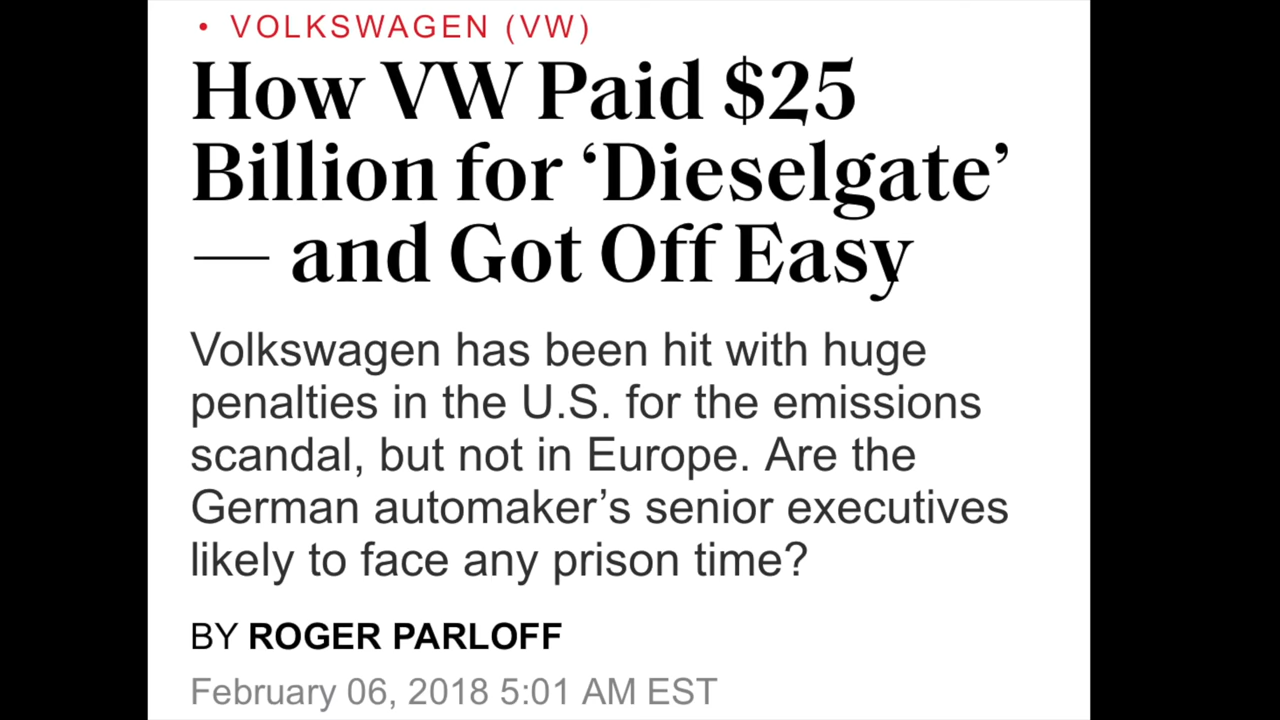 • VOLKSWAGEN (VW)
How VW Paid $25
Billion for ‘Dieselgate’
— and Got Off Easy
Volkswagen has been hit with huge
penalties in the U.S. for the emissions
scandal, but not in Europe. Are the
German automaker’s senior executives
likely to face any prison time?
BY ROGER PARLOFF
February 06, 2018 5:01 AM EST